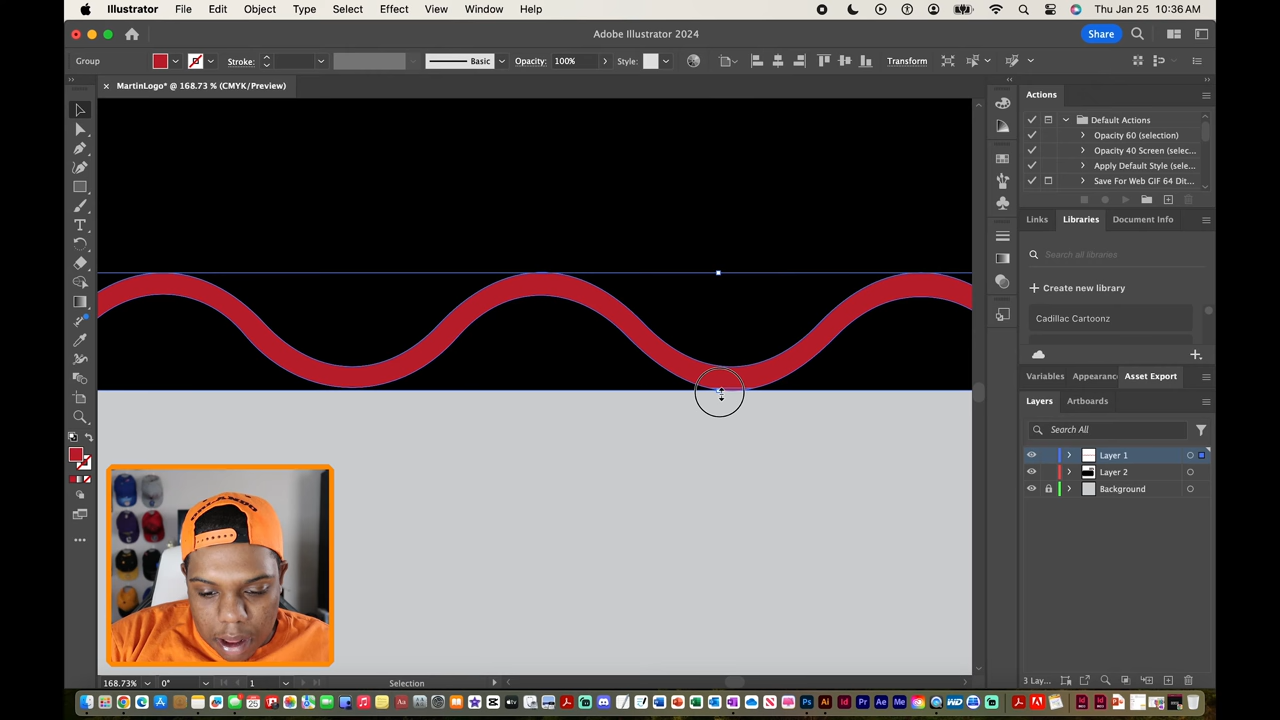 Illustrator File Edit Object Type Select Effect View Window Help Thu Jan 25 10:36 AM
Adobe Illustrator 2024 Share
Group Stroke: Basic Opacity: 100% Style: Transform
× MartinLogo* @ 168.73 % (CMYK/Preview)
Actions
Default Actions
Opacity 60 (selection)
Opacity 40 Screen (selec...
Apply Default Style (sele...
Save For Web GIF 64 Dit...
Links Libraries Document Info
Search all libraries
Create new library
Cadillac Cartoonz
Variables Appearanc Asset Export
Layers Artboards
Search All
Layer 1
Layer 2
Background
ORLANDO
168.73% 0° 1 Selection 3 Lay...